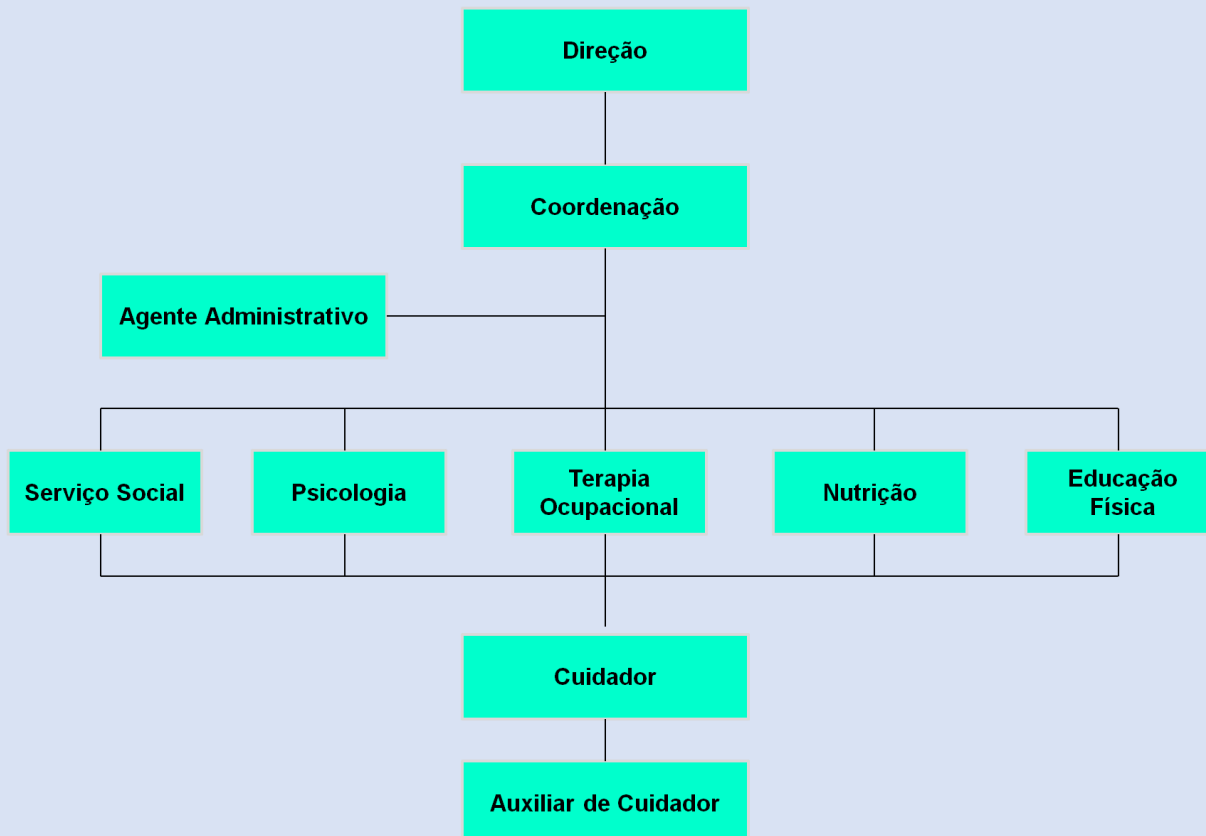 Direção
Coordenação
Agente Administrativo
Serviço Social
Psicologia
Terapia
Ocupacional
Nutrição
Educação
Física
Cuidador
Auxiliar de Cuidador